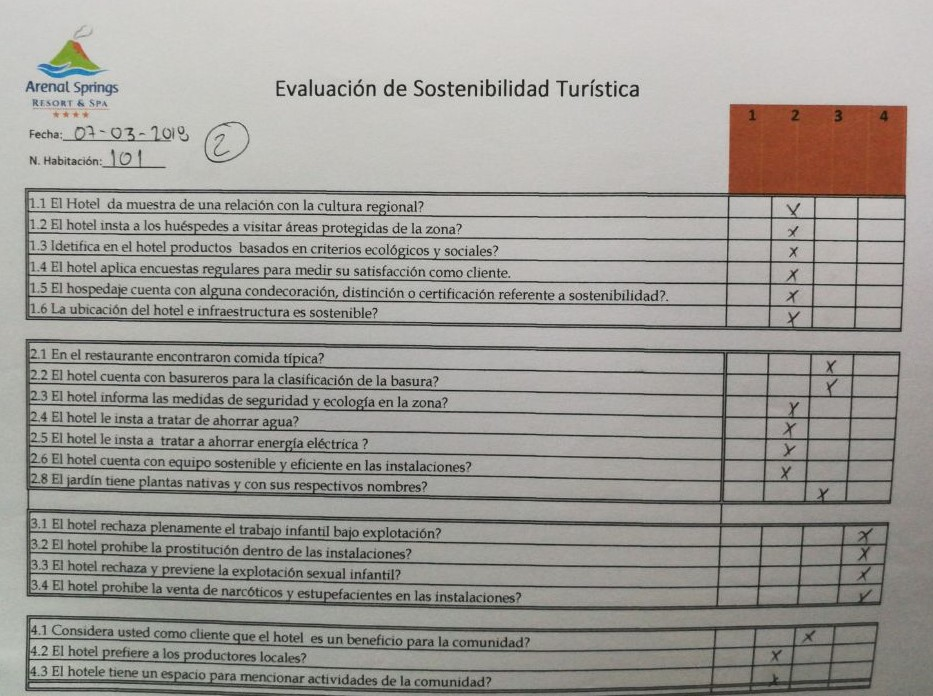 Arenal Springs
RESORT & SPA
Evaluación de Sostenibilidad Turística
Fecha: 07-03-2018
2
N. Habitación: 101
1 2 3 4
1.1 El Hotel da muestra de una relación con la cultura regional? X
1.2 El hotel insta a los huéspedes a visitar áreas protegidas de la zona? X
1.3 Idetifica en el hotel productos basados en criterios ecológicos y sociales? X
1.4 El hotel aplica encuestas regulares para medir su satisfacción como cliente. X
1.5 El hospedaje cuenta con alguna condecoración, distinción o certificación referente a sostenibilidad?. X
1.6 La ubicación del hotel e infraestructura es sostenible? X
2.1 En el restaurante encontraron comida típica? X
2.2 El hotel cuenta con basureros para la clasificación de la basura? X
2.3 El hotel informa las medidas de seguridad y ecología en la zona? X
2.4 El hotel le insta a tratar de ahorrar agua? X
2.5 El hotel le insta a tratar a ahorrar energía eléctrica ? X
2.6 El hotel cuenta con equipo sostenible y eficiente en las instalaciones? X
2.8 El jardín tiene plantas nativas y con sus respectivos nombres? X
3.1 El hotel rechaza plenamente el trabajo infantil bajo explotación? X
3.2 El hotel prohibe la prostitución dentro de las instalaciones? X
3.3 El hotel rechaza y previene la explotación sexual infantil? X
3.4 El hotel prohibe la venta de narcóticos y estupefacientes en las instalaciones? X
4.1 Considera usted como cliente que el hotel es un beneficio para la comunidad? X
4.2 El hotel prefiere a los productores locales? X
4.3 El hotele tiene un espacio para mencionar actividades de la comunidad? X